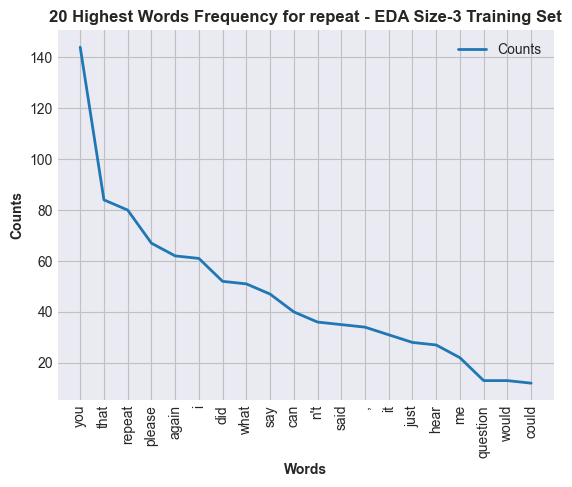 20 Highest Words Frequency for repeat - EDA Size-3 Training Set
Counts
Counts
140
120
100
80
60
40
20
you
that
repeat
please
again
i
did
what
say
can
n't
said
,
it
just
hear
me
question
would
could
Words